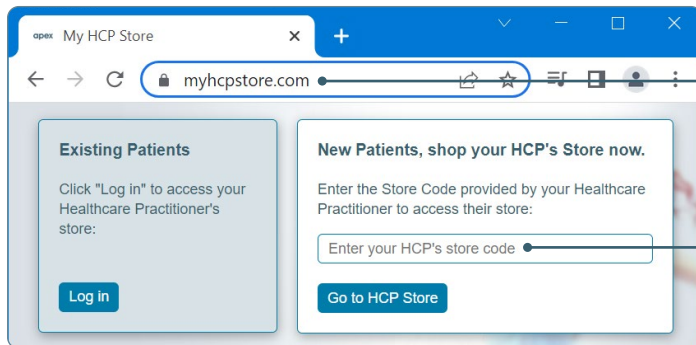 apex My HCP Store
myhcpstore.com
Existing Patients
Click "Log in" to access your
Healthcare Practitioner's
store:
Log in
New Patients, shop your HCP's Store now.
Enter the Store Code provided by your Healthcare
Practitioner to access their store:
Enter your HCP's store code
Go to HCP Store